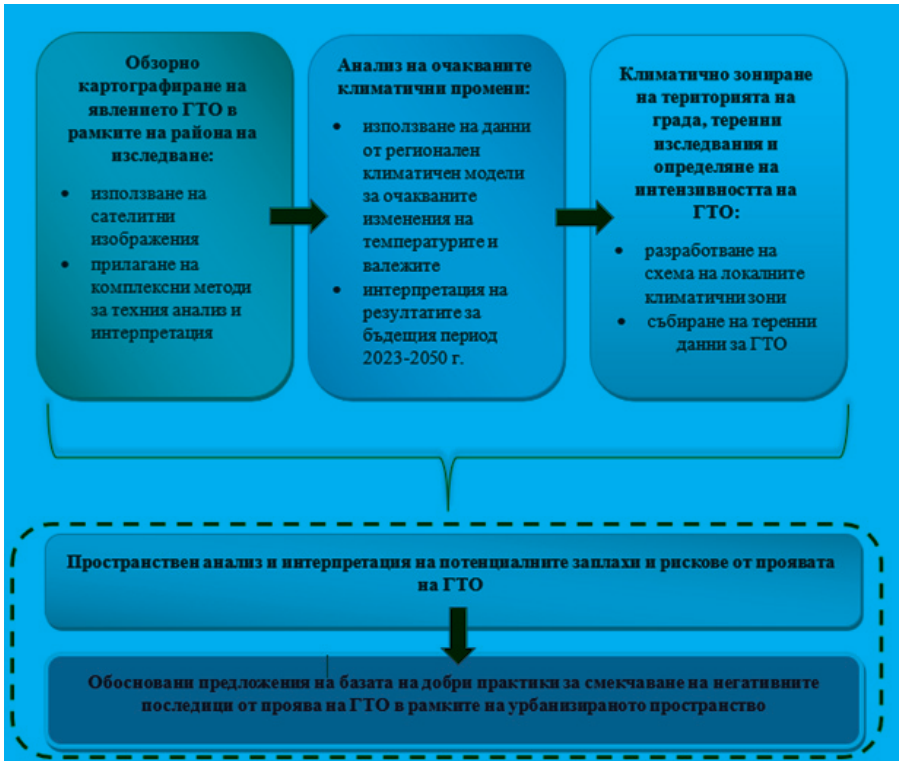 Обзорно
картографиране на
явлението ГТО в
рамките на района на
изследване:
• използване на
сателитни
изображения
• прилагане на
комплексни методи
за техния анализ и
интерпретация
Анализ на очакваните
климатични промени:
• използване на данни
от регионален
климатичен модели
за очакваните
изменения на
температурите и
валежите
• интерпретация на
резултатите за
бъдещия период
2023-2050 г.
Климатично зониране
на територията на
града, теренни
изследвания и
определяне на
интензивността на
ГТО:
• разработване на
схема на локалните
климатични зони
• събиране на теренни
данни за ГТО
Пространствен анализ и интерпретация на потенциалните заплахи и рискове от проявата
на ГТО
Обосновани предложения на базата на добри практики за смекчаване на негативните
последици от проява на ГТО в рамките на урбанизираното пространство